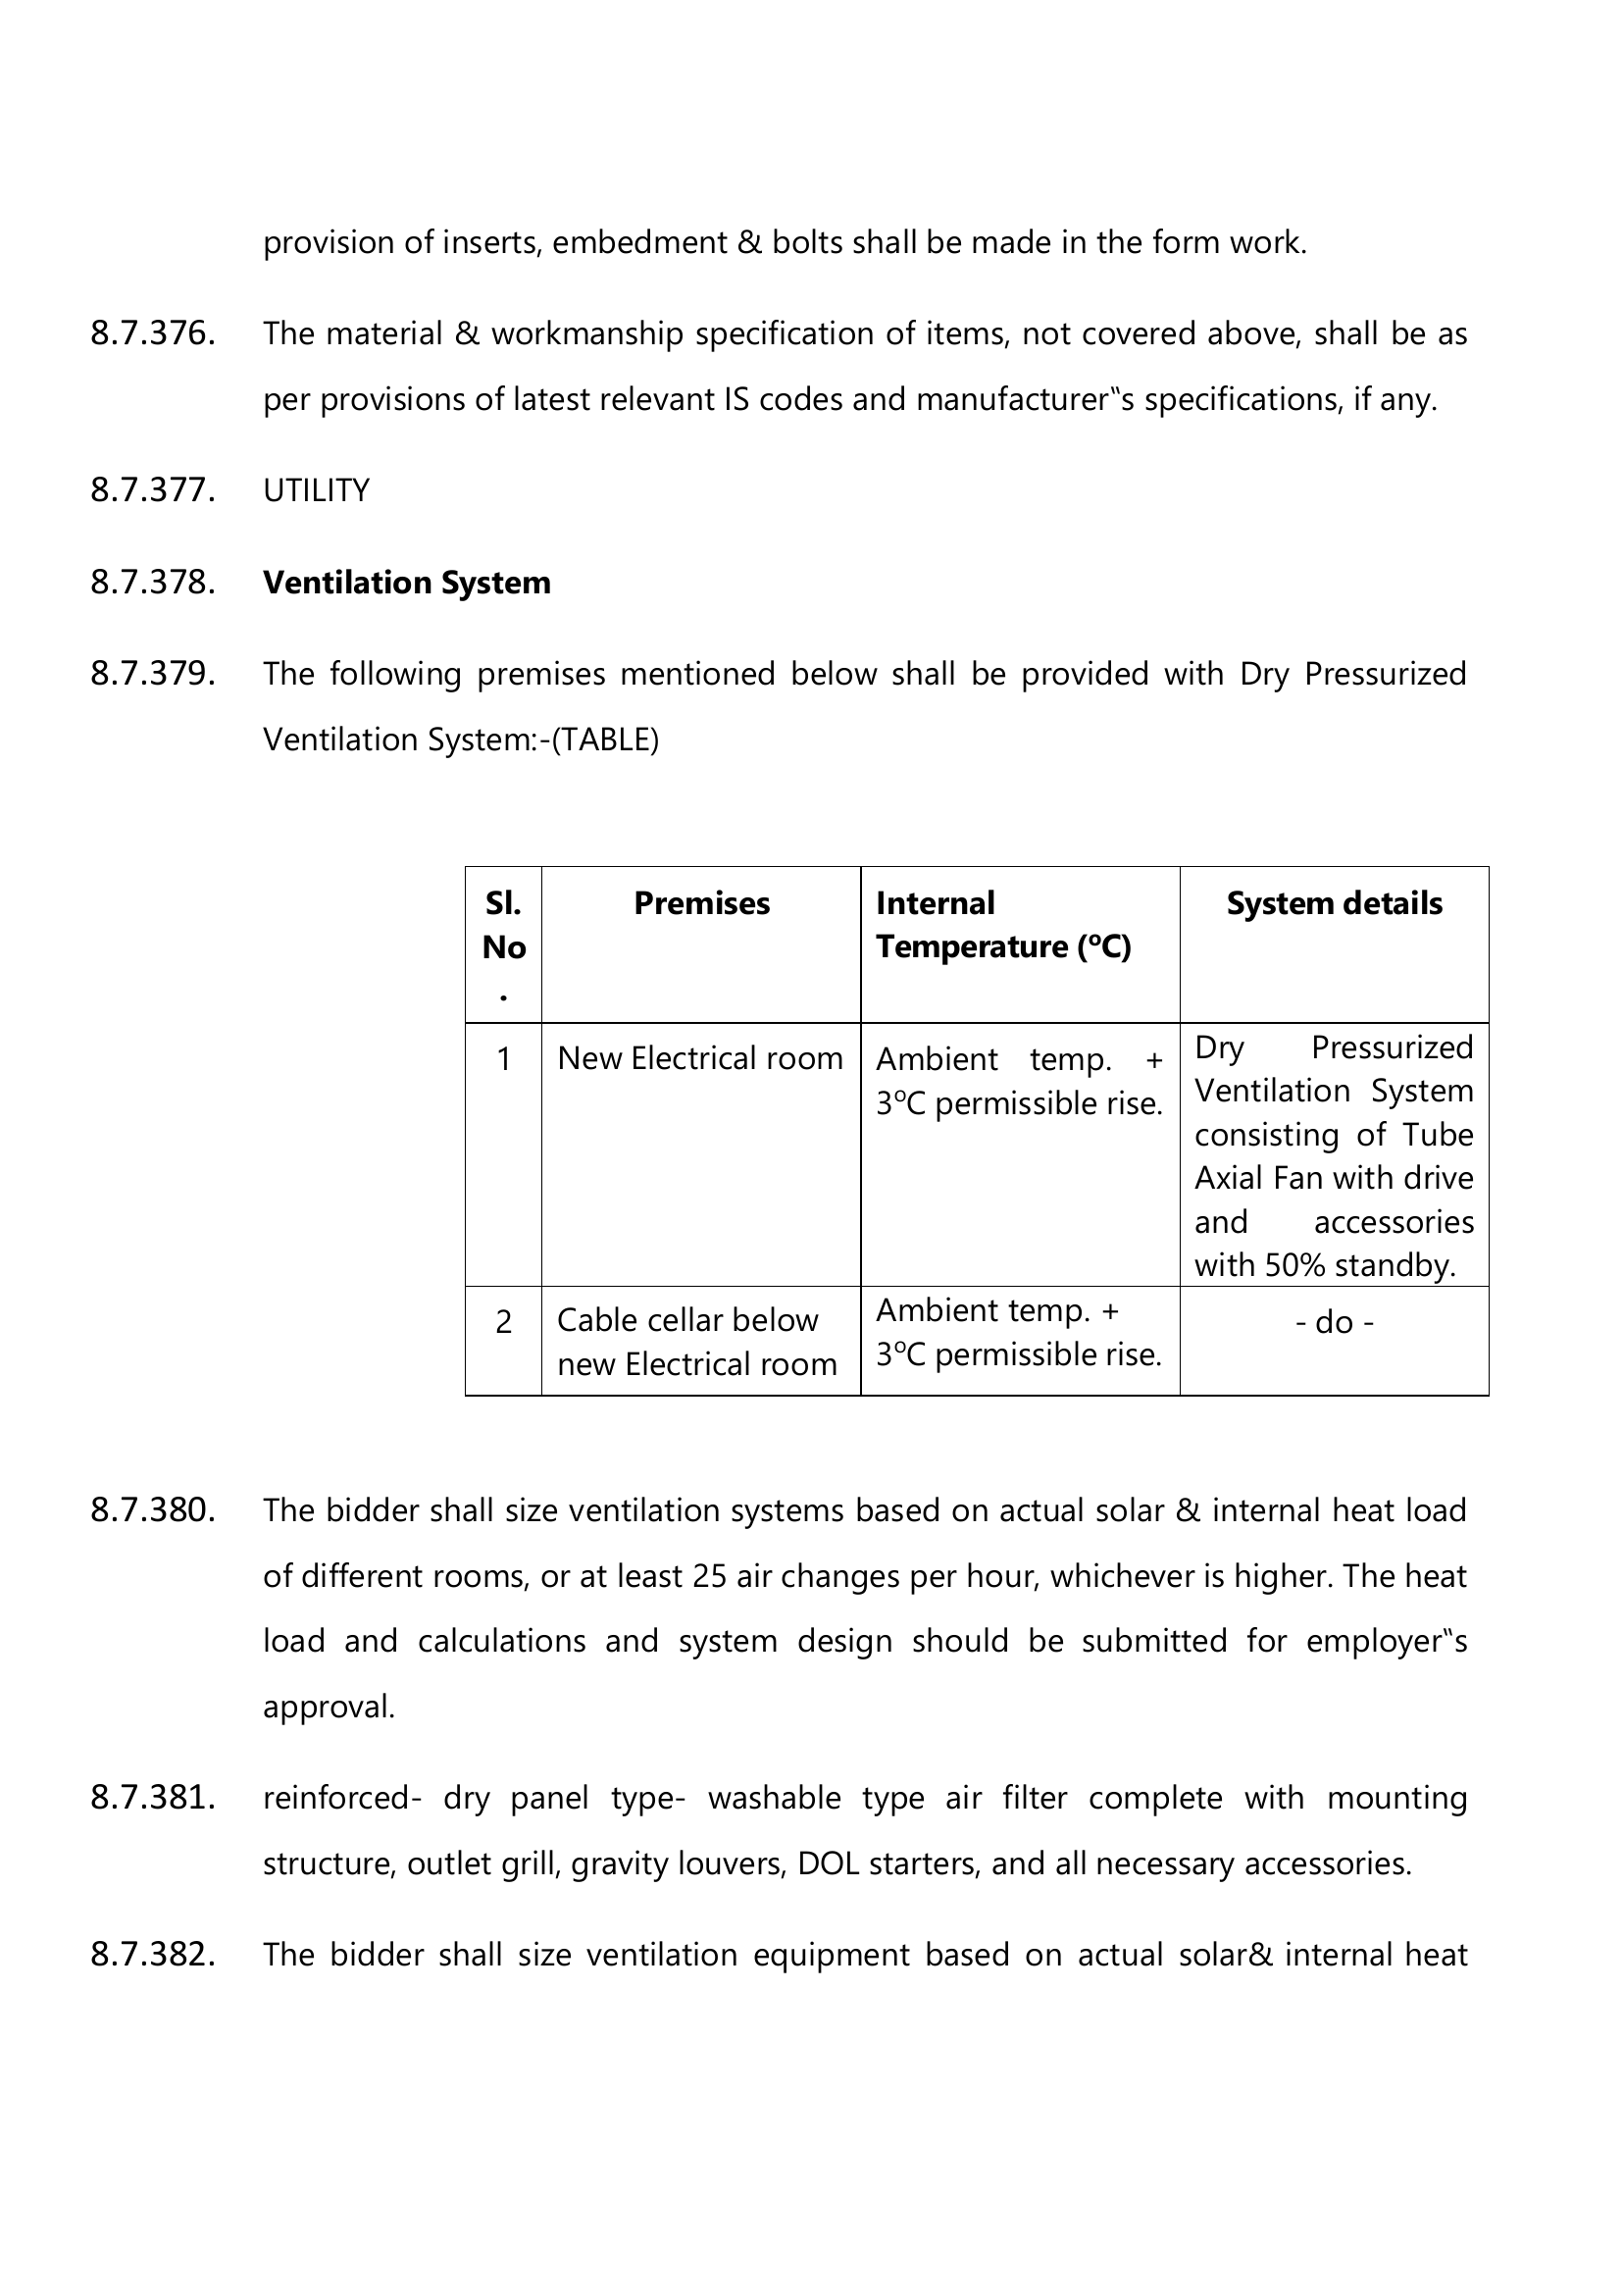 provision of inserts, embedment & bolts shall be made in the form work.
8.7.376. The material & workmanship specification of items, not covered above, shall be as
per provisions of latest relevant IS codes and manufacturer‟s specifications, if any.
8.7.377. UTILITY
8.7.378. Ventilation System
8.7.379. The following premises mentioned below shall be provided with Dry Pressurized
Ventilation System:-(TABLE)
Sl.
No
.
Premises
Internal
Temperature (⁰C)
System details
1
New Electrical room
Ambient temp. +
3⁰C permissible rise.
Dry Pressurized
Ventilation System
consisting of Tube
Axial Fan with drive
and accessories
with 50% standby.
2
Cable cellar below
new Electrical room
Ambient temp. +
3⁰C permissible rise.
- do -
8.7.380. The bidder shall size ventilation systems based on actual solar & internal heat load
of different rooms, or at least 25 air changes per hour, whichever is higher. The heat
load and calculations and system design should be submitted for employer‟s
approval.
8.7.381. reinforced- dry panel type- washable type air filter complete with mounting
structure, outlet grill, gravity louvers, DOL starters, and all necessary accessories.
8.7.382. The bidder shall size ventilation equipment based on actual solar& internal heat